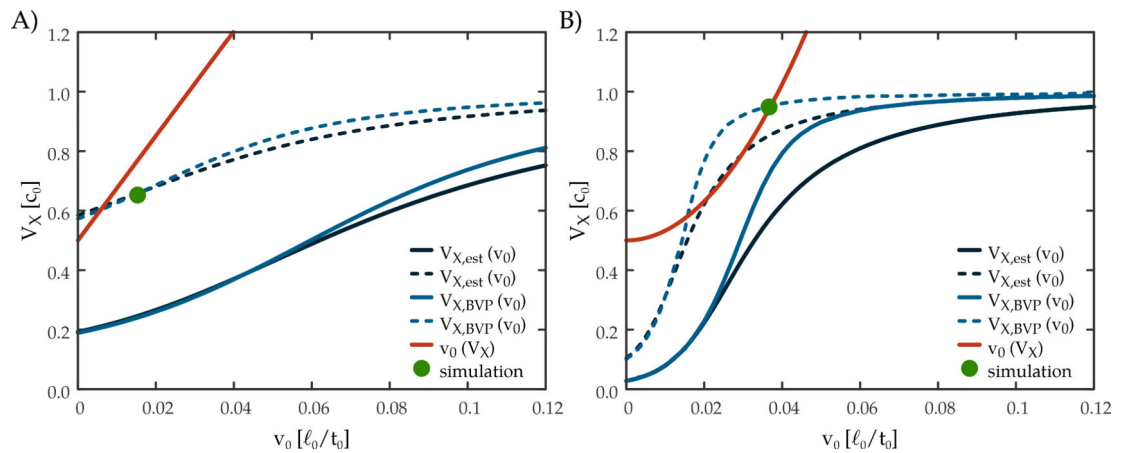 A)
1.2
1.0
0.8
0.6
0.4
0.2
0.0
V_X [c_0]
0 0.02 0.04 0.06 0.08 0.10 0.12
v_0 [ℓ_0/t_0]
V_X,est (v_0)
V_X,est (v_0)
V_X,BVP (v_0)
V_X,BVP (v_0)
v_0 (V_X)
simulation
B)
1.2
1.0
0.8
0.6
0.4
0.2
0.0
V_X [c_0]
0 0.02 0.04 0.06 0.08 0.10 0.12
v_0 [ℓ_0/t_0]
V_X,est (v_0)
V_X,est (v_0)
V_X,BVP (v_0)
V_X,BVP (v_0)
v_0 (V_X)
simulation